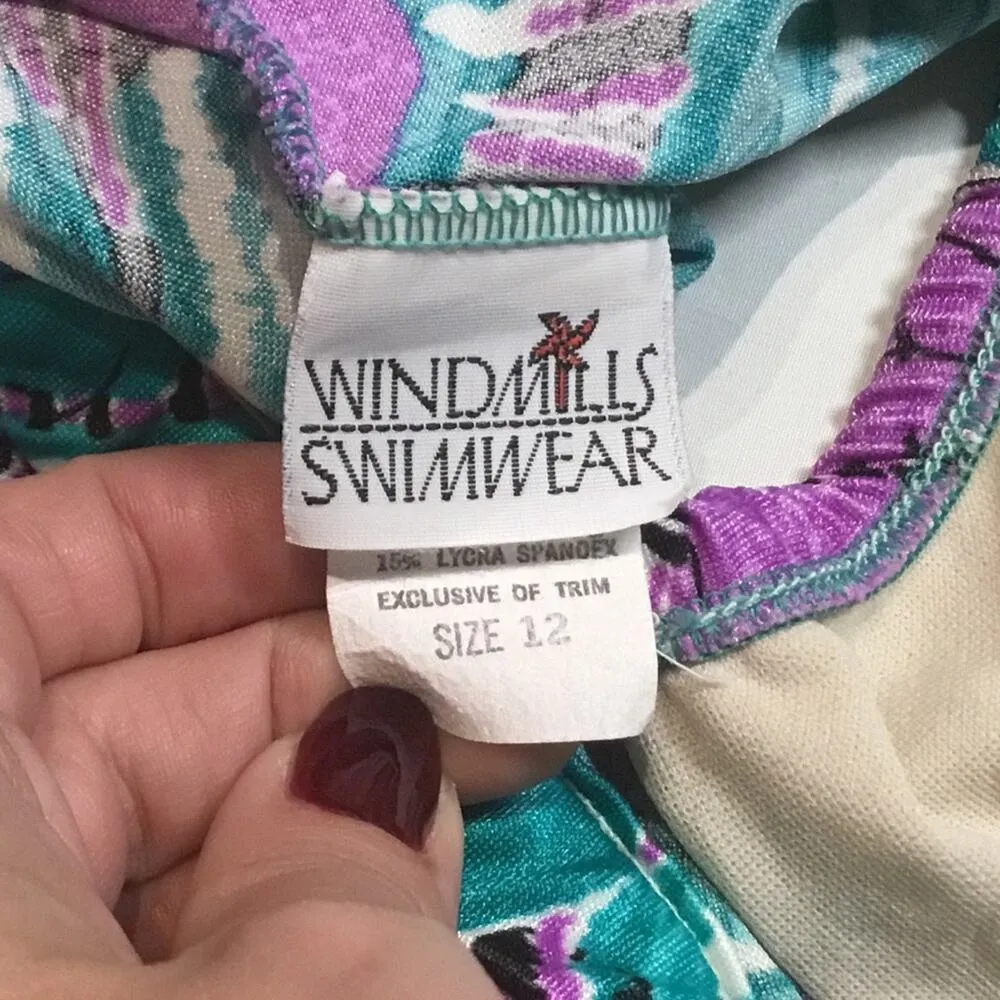 WINDMILLS
SWIMWEAR
15% LYCRA SPANDEX
EXCLUSIVE OF TRIM
SIZE 12